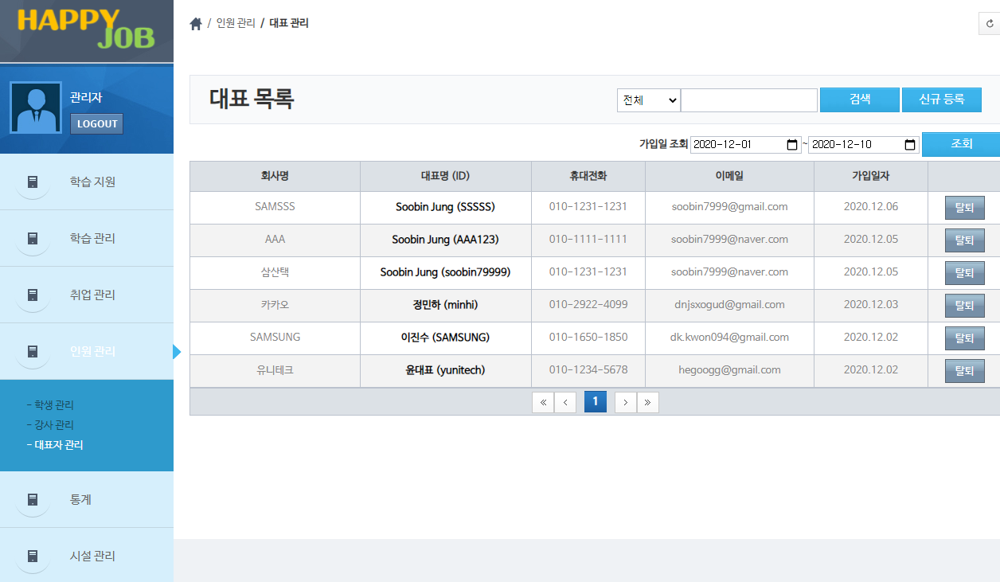 HAPPY JOB
관리자
LOGOUT
학습 지원
학습 관리
취업 관리
인원 관리
- 학생 관리
- 강사 관리
- 대표자 관리
통계
시설 관리
/ 인원 관리 / 대표 관리
대표 목록
전체 검색 신규 등록
가입일 조회 2020-12-01 ~ 2020-12-10 조회
회사명 대표명 (ID) 휴대전화 이메일 가입일자
SAMSSS Soobin Jung (SSSSS) 010-1231-1231 soobin7999@gmail.com 2020.12.06 탈퇴
AAA Soobin Jung (AAA123) 010-1111-1111 soobin7999@naver.com 2020.12.05 탈퇴
삼산택 Soobin Jung (soobin79999) 010-1231-1231 soobin7999@naver.com 2020.12.05 탈퇴
카카오 정민하 (minhi) 010-2922-4099 dnjsxogud@gmail.com 2020.12.03 탈퇴
SAMSUNG 이진수 (SAMSUNG) 010-1650-1850 dk.kwon094@gmail.com 2020.12.02 탈퇴
유니테크 윤대표 (yunitech) 010-1234-5678 hegoogg@gmail.com 2020.12.02 탈퇴
« ‹ 1 › »